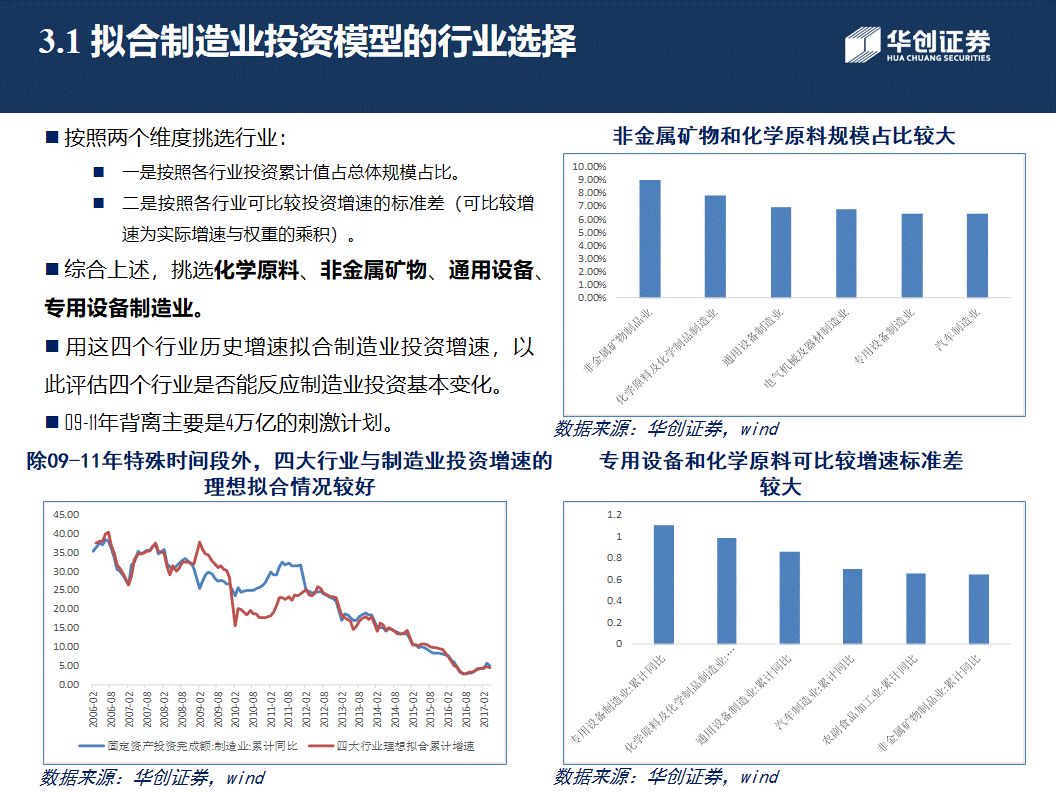 3.1 拟合制造业投资模型的行业选择
华创证券
HUA CHUANG SECURITIES
■ 按照两个维度挑选行业：
■ 一是按照各行业投资累计值占总体规模占比。
■ 二是按照各行业可比较投资增速的标准差（可比较增
速为实际增速与权重的乘积）。
■ 综合上述，挑选化学原料、非金属矿物、通用设备、
专用设备制造业。
■ 用这四个行业历史增速拟合制造业投资增速，以
此评估四个行业是否能反应制造业投资基本变化。
■ 09-11年背离主要是4万亿的刺激计划。
非金属矿物和化学原料规模占比较大
10.00%
9.00%
8.00%
7.00%
6.00%
5.00%
4.00%
3.00%
2.00%
1.00%
0.00%
非金属矿物制品业
化学原料及化学制品制造业
通用设备制造业
电气机械及器材制造业
专用设备制造业
汽车制造业
数据来源：华创证券，wind
除09-11年特殊时间段外，四大行业与制造业投资增速的
理想拟合情况较好
45.00
40.00
35.00
30.00
25.00
20.00
15.00
10.00
5.00
0.00
2006-02
2006-08
2007-02
2007-08
2008-02
2008-08
2009-02
2009-08
2010-02
2010-08
2011-02
2011-08
2012-02
2012-08
2013-02
2013-08
2014-02
2014-08
2015-02
2015-08
2016-02
2016-08
2017-02
固定资产投资完成额:制造业:累计同比
四大行业理想拟合累计增速
数据来源：华创证券，wind
专用设备和化学原料可比较增速标准差
较大
1.2
1
0.8
0.6
0.4
0.2
0
专用设备制造业:累计同比
化学原料及化学制品制造业:…
通用设备制造业:累计同比
汽车制造业:累计同比
农副食品加工业:累计同比
非金属矿物制品业:累计同比
数据来源：华创证券，wind